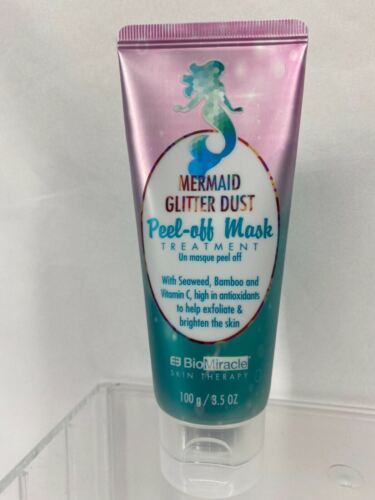 MERMAID
GLITTER DUST
Peel-off Mask
TREATMENT
Un masque peel off
With Seaweed, Bamboo and
Vitamin C, high in antioxidants
to help exfoliate &
brighten the skin
BioMiracle
SKIN THERAPY
100 g / 3.5 OZ